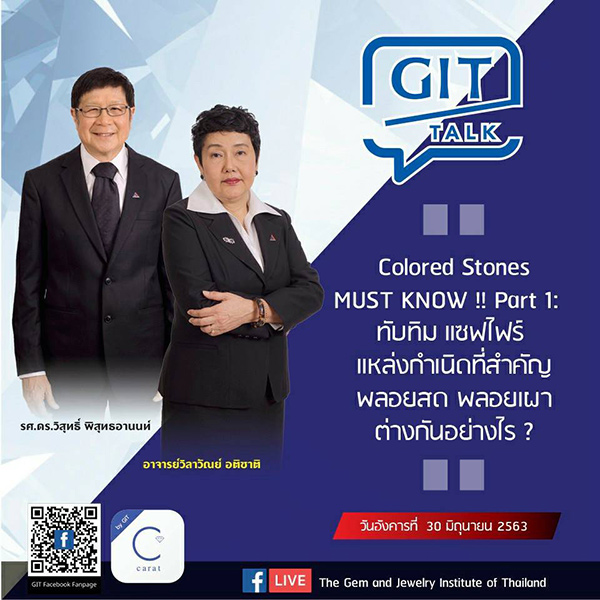 GIT
TALK
Colored Stones
MUST KNOW !! Part 1:
ทับทิม แซฟไฟร์
แหล่งกำเนิดที่สำคัญ
พลอยสด พลอยเผา
ต่างกันอย่างไร ?
รศ.ดร.วิสุทธิ์ พิสุทธอานนท์
อาจารย์วิลาวัณย์ อติชาติ
วันอังคารที่ 30 มิถุนายน 2563
by GIT
C
carat
GIT Facebook Fanpage
f LIVE The Gem and Jewelry Institute of Thailand